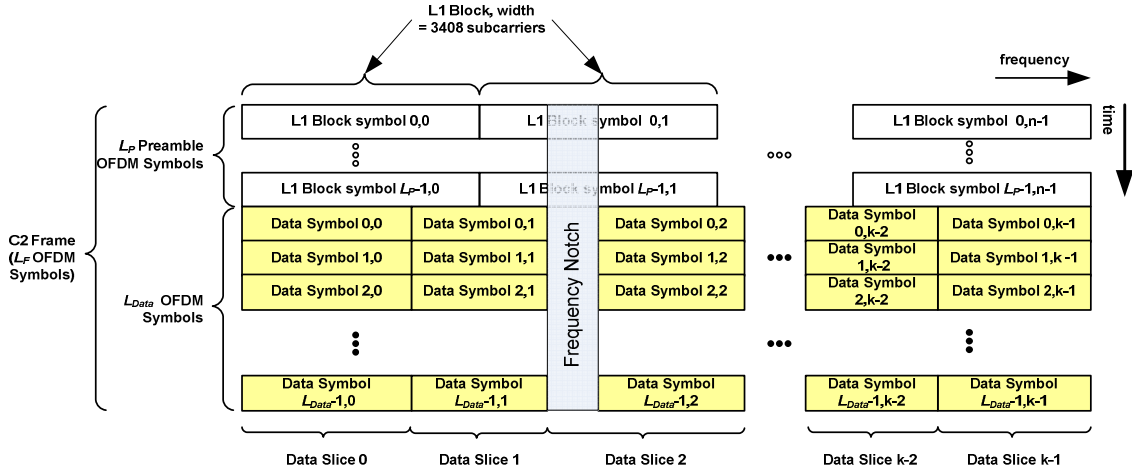 L1 Block, width
= 3408 subcarriers
frequency
time
L1 Block symbol 0,0
L1 Block symbol 0,1
L1 Block symbol 0,n-1
LP Preamble
OFDM Symbols
L1 Block symbol LP-1,0
L1 Block symbol LP-1,1
L1 Block symbol LP-1,n-1
C2 Frame
(LF OFDM
Symbols)
Data Symbol 0,0
Data Symbol 0,1
Data Symbol 0,2
Data Symbol
0,k-2
Data Symbol 0,k-1
Data Symbol 1,0
Data Symbol 1,1
Data Symbol 1,2
Data Symbol
1,k-2
Data Symbol 1,k-1
LData OFDM
Symbols
Data Symbol 2,0
Data Symbol 2,1
Data Symbol 2,2
Data Symbol
2,k-2
Data Symbol 2,k-1
Frequency Notch
Data Symbol
LData-1,0
Data Symbol
LData-1,1
Data Symbol
LData-1,2
Data Symbol
LData-1,k-2
Data Symbol
LData-1,k-1
Data Slice 0
Data Slice 1
Data Slice 2
Data Slice k-2
Data Slice k-1